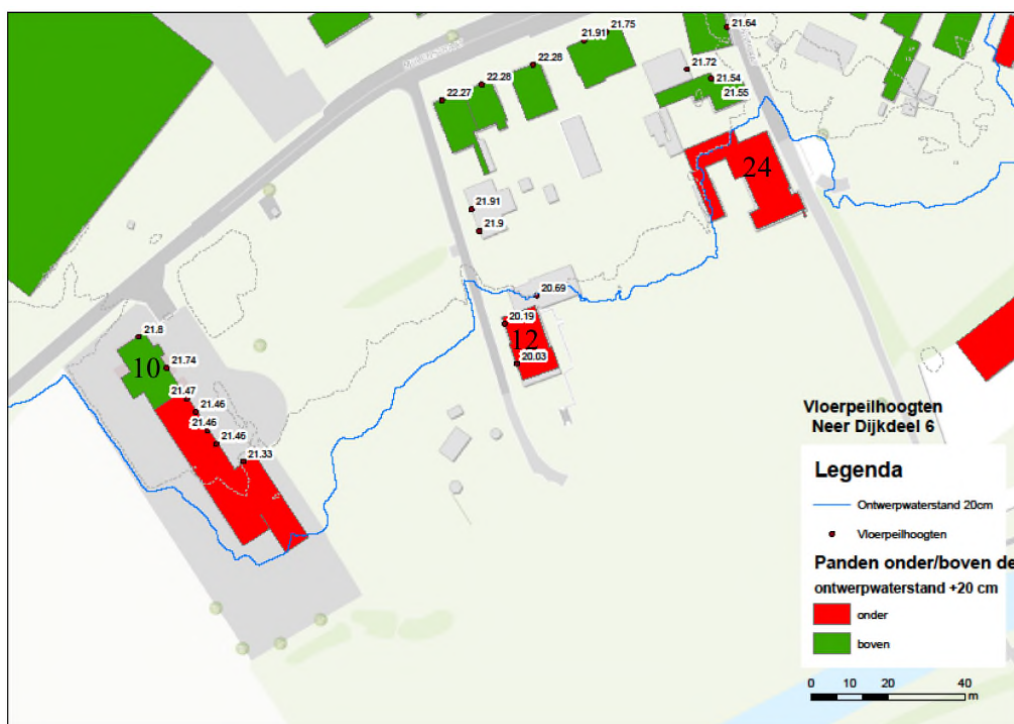 21.75
21.64
21.91
22.28
21.72
22.28
21.54
22.27
21.55
24
21.91
21.9
20.69
20.19
21.8
12
10
21.74
20.03
21.47
21.46
21.45
21.45
21.33
Vloerpeilhoogten
Neer Dijkdeel 6
Legenda
Ontwerpwaterstand 20cm
Vloerpeilhoogten
Panden onder/boven de
ontwerpwaterstand +20 cm
onder
boven
0 10 20 40
m